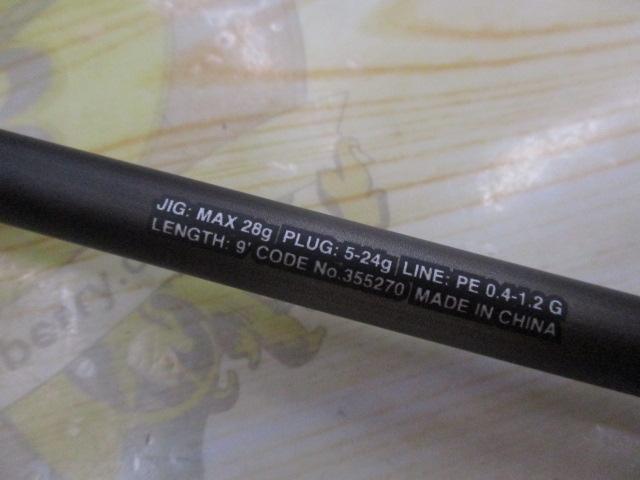 JIG: MAX 28g | PLUG: 5-24g | LINE: PE 0.4-1.2 G
LENGTH: 9' CODE No.355270 | MADE IN CHINA
berry.c